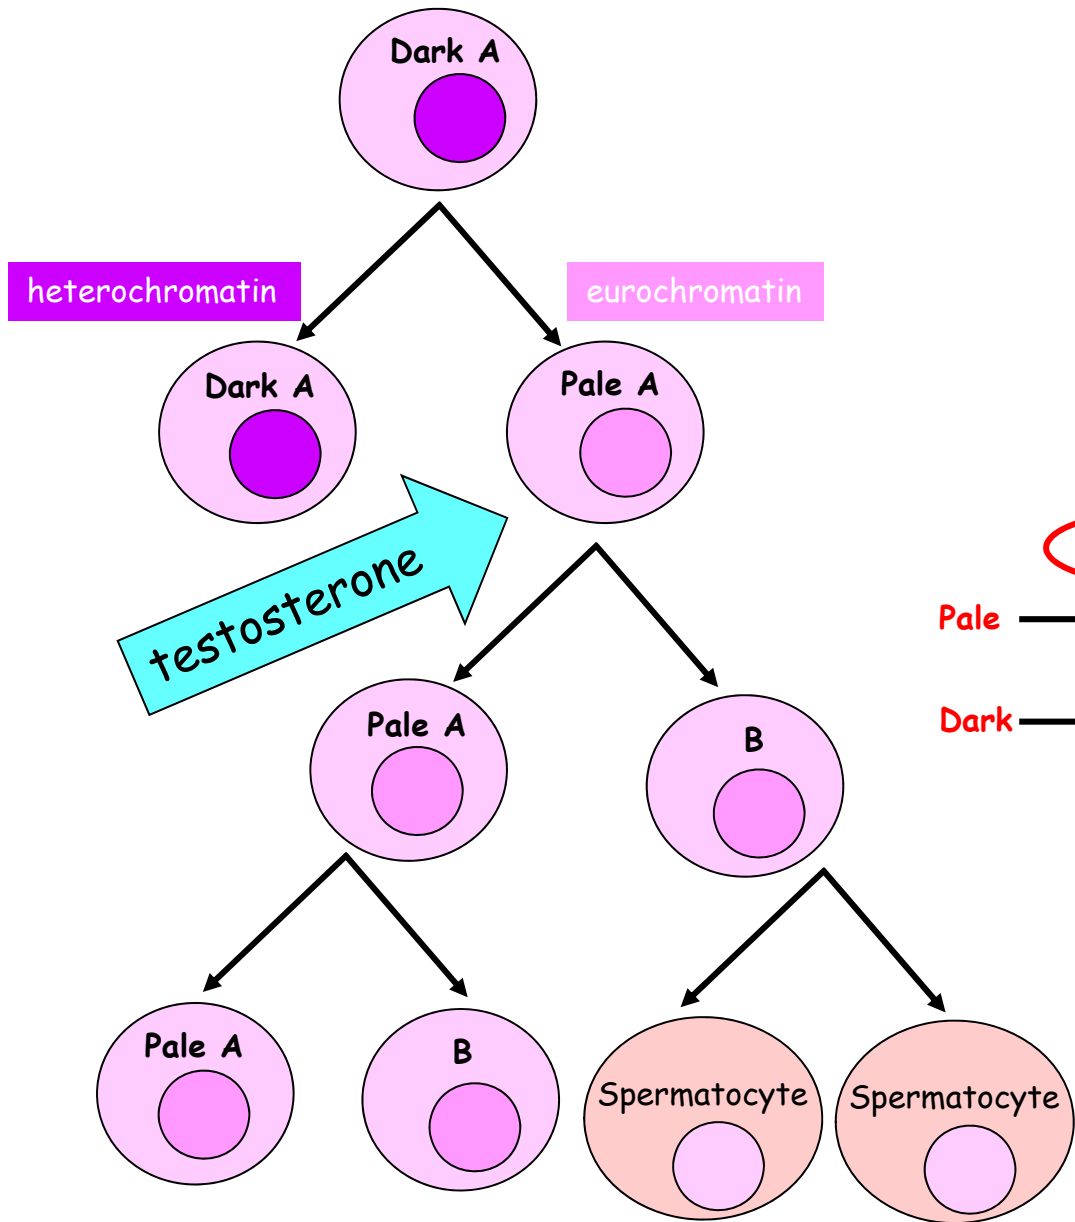 Dark A
heterochromatin
eurochromatin
Dark A
Pale A
testosterone
Pale
Dark
Pale A
B
Pale A
B
Spermatocyte
Spermatocyte